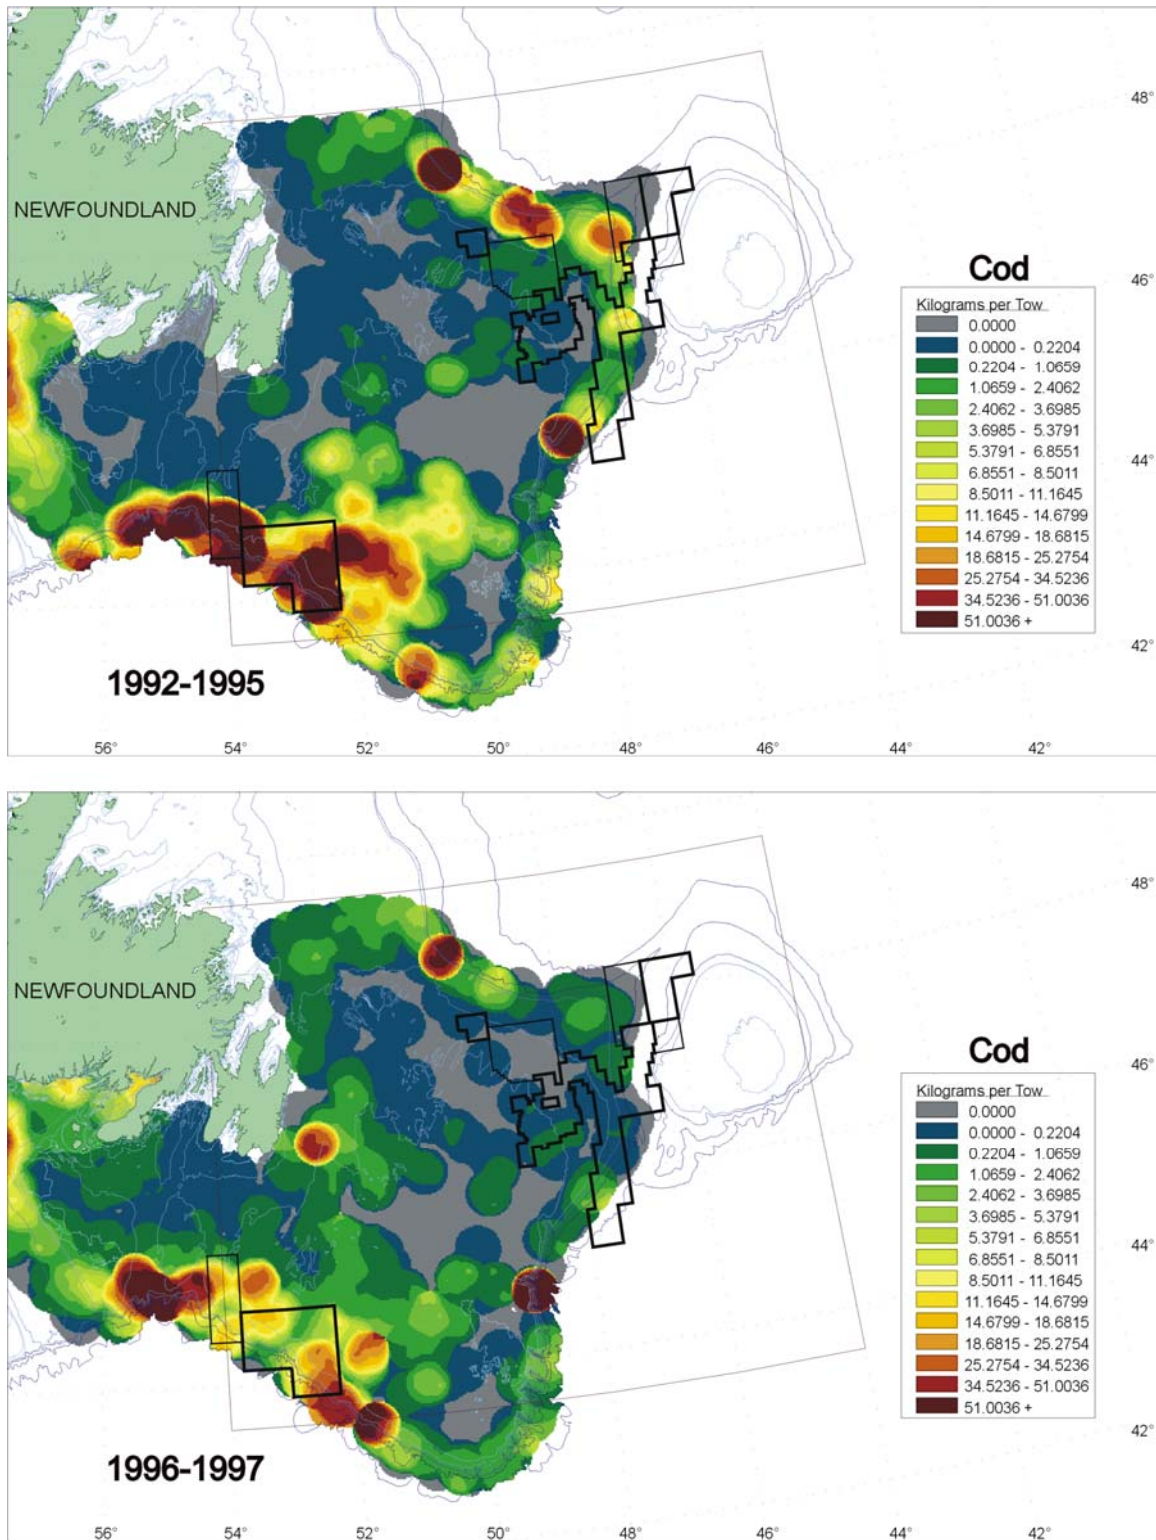 48°
NEWFOUNDLAND
Cod
46°
Kilograms per Tow
0.0000
0.0000 - 0.2204
0.2204 - 1.0659
1.0659 - 2.4062
2.4062 - 3.6985
3.6985 - 5.3791
5.3791 - 6.8551
6.8551 - 8.5011
8.5011 - 11.1645
11.1645 - 14.6799
14.6799 - 18.6815
18.6815 - 25.2754
25.2754 - 34.5236
34.5236 - 51.0036
51.0036 +
44°
42°
1992-1995
56° 54° 52° 50° 48° 46° 44° 42°
48°
NEWFOUNDLAND
Cod
46°
Kilograms per Tow
0.0000
0.0000 - 0.2204
0.2204 - 1.0659
1.0659 - 2.4062
2.4062 - 3.6985
3.6985 - 5.3791
5.3791 - 6.8551
6.8551 - 8.5011
8.5011 - 11.1645
11.1645 - 14.6799
14.6799 - 18.6815
18.6815 - 25.2754
25.2754 - 34.5236
34.5236 - 51.0036
51.0036 +
44°
42°
1996-1997
56° 54° 52° 50° 48° 46° 44° 42°